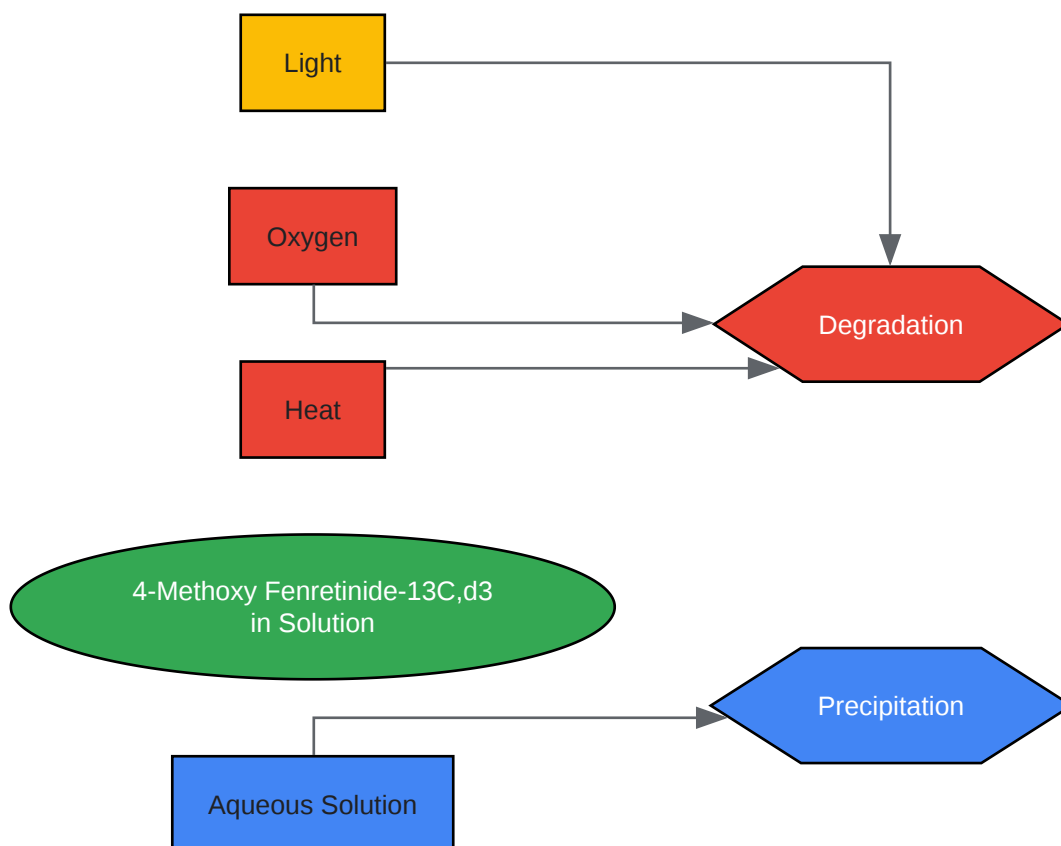 Light
Oxygen
Degradation
Heat
4-Methoxy Fenretinide-13C,d3
in Solution
Precipitation
Aqueous Solution